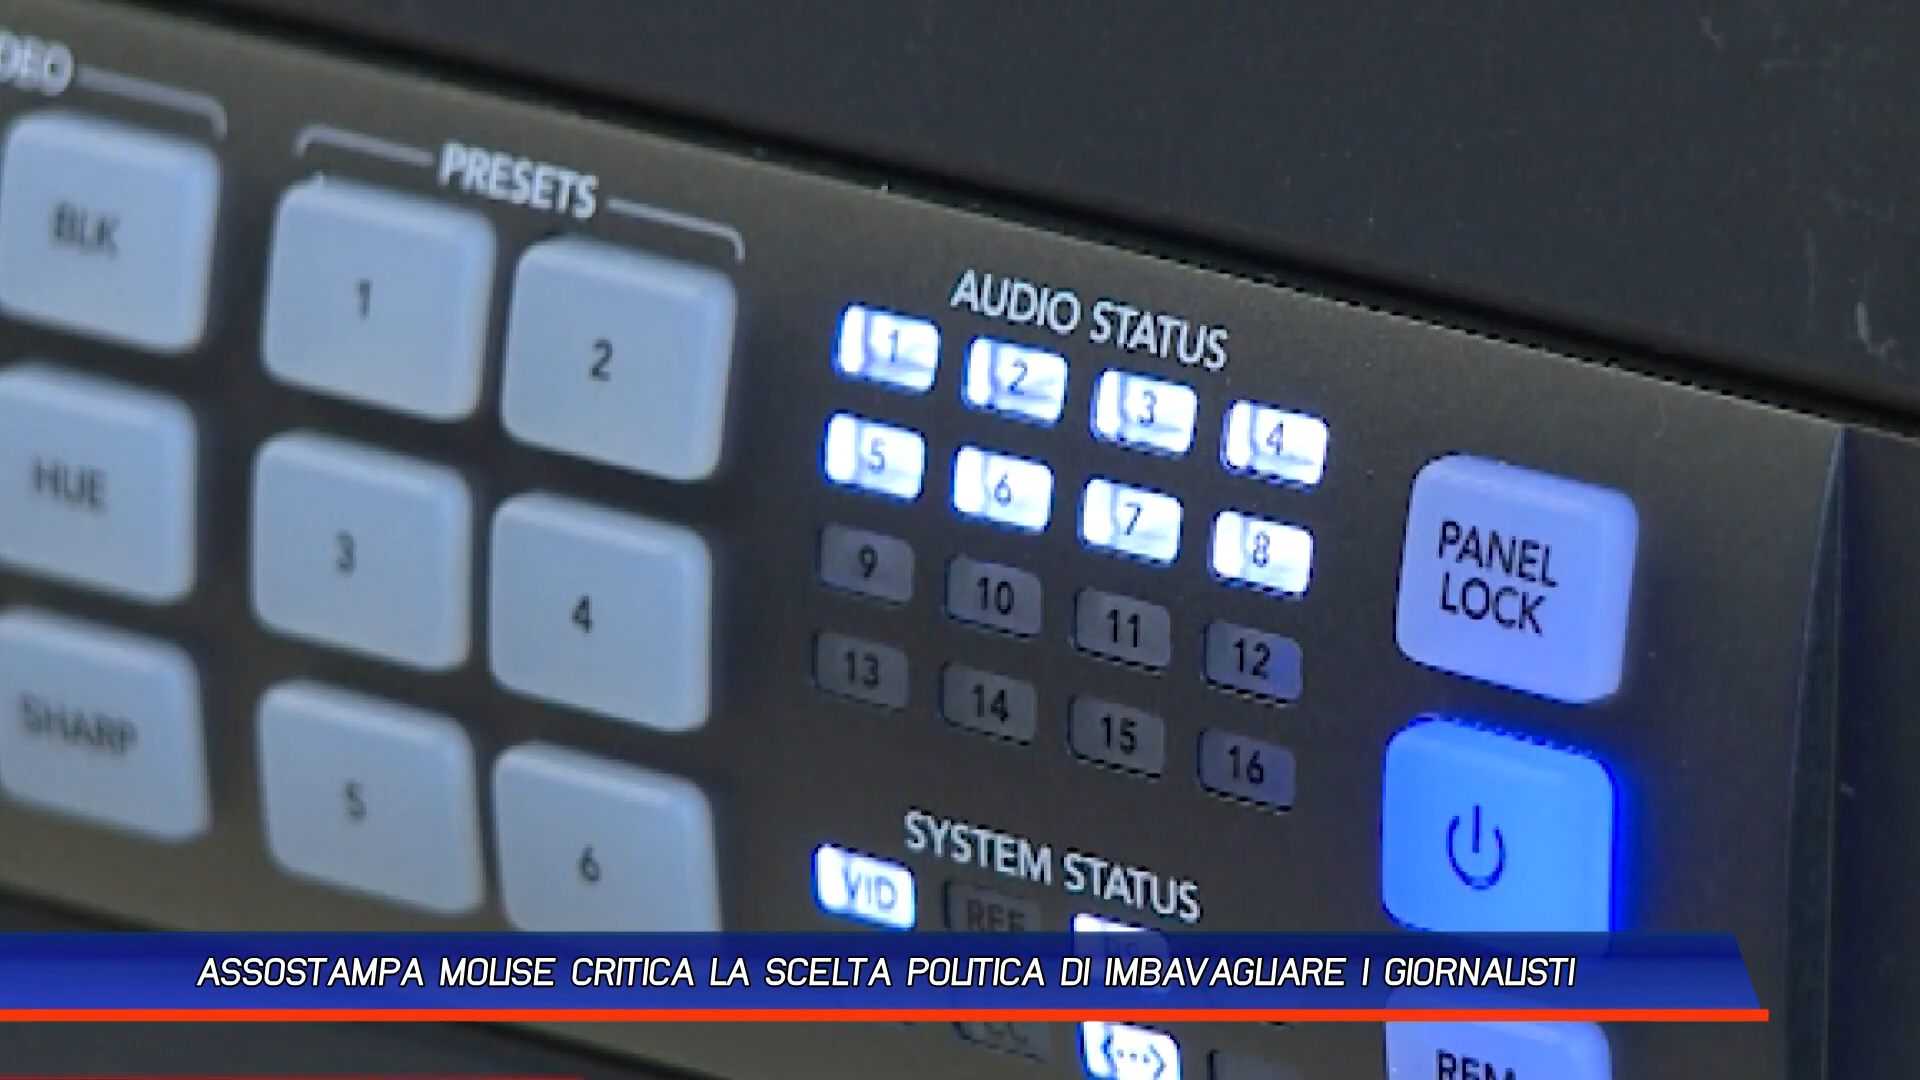 PRESETS
BLK
1
2
AUDIO STATUS
1 2 3 4
5 6 7 8
9 10 11 12
13 14 15 16
HUE
3
4
PANEL
LOCK
SHARP
5
6
SYSTEM STATUS
VID REF
ASSOSTAMPA MOLISE CRITICA LA SCELTA POLITICA DI IMBAVAGLIARE I GIORNALISTI
REM